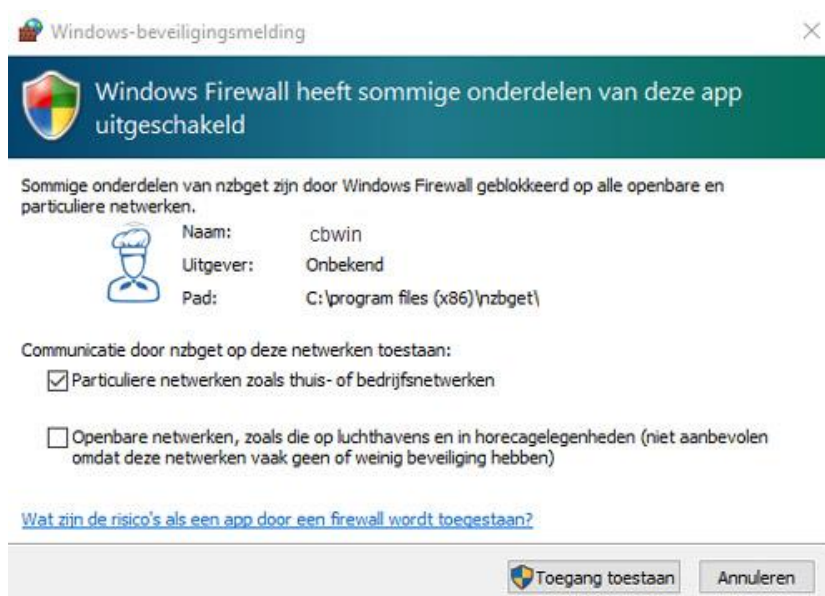 Windows-beveiligingsmelding
Windows Firewall heeft sommige onderdelen van deze app
uitgeschakeld
Sommige onderdelen van nzbget zijn door Windows Firewall geblokkeerd op alle openbare en
particuliere netwerken.
Naam: cbwin
Uitgever: Onbekend
Pad: C:\program files (x86)\nzbget\
Communicatie door nzbget op deze netwerken toestaan:
Particuliere netwerken zoals thuis- of bedrijfsnetwerken
Openbare netwerken, zoals die op luchthavens en in horecagelegenheden (niet aanbevolen
omdat deze netwerken vaak geen of weinig beveiliging hebben)
Wat zijn de risico's als een app door een firewall wordt toegestaan?
Toegang toestaan Annuleren